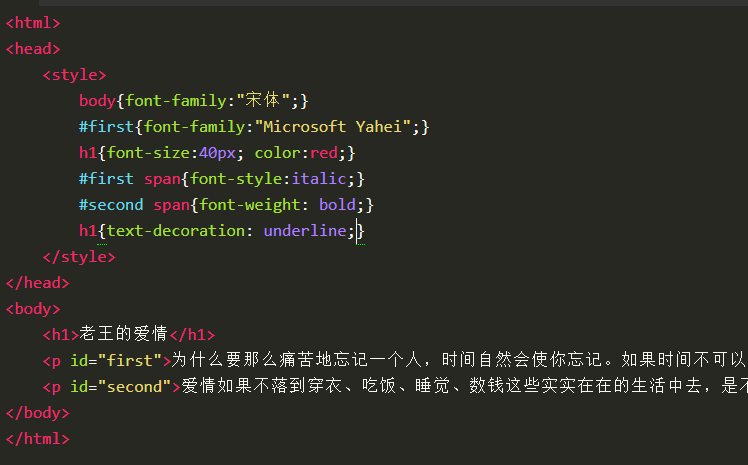 <html>
<head>
<style>
body{font-family:"宋体";}
#first{font-family:"Microsoft Yahei";}
h1{font-size:40px; color:red;}
#first span{font-style:italic;}
#second span{font-weight: bold;}
h1{text-decoration: underline;}
</style>
</head>
<body>
<h1>老王的爱情</h1>
<p id="first">为什么要那么痛苦地忘记一个人，时间自然会使你忘记。如果时间不可以
<p id="second">爱情如果不落到穿衣、吃饭、睡觉、数钱这些实实在在的生活中去，是不
</body>
</html>